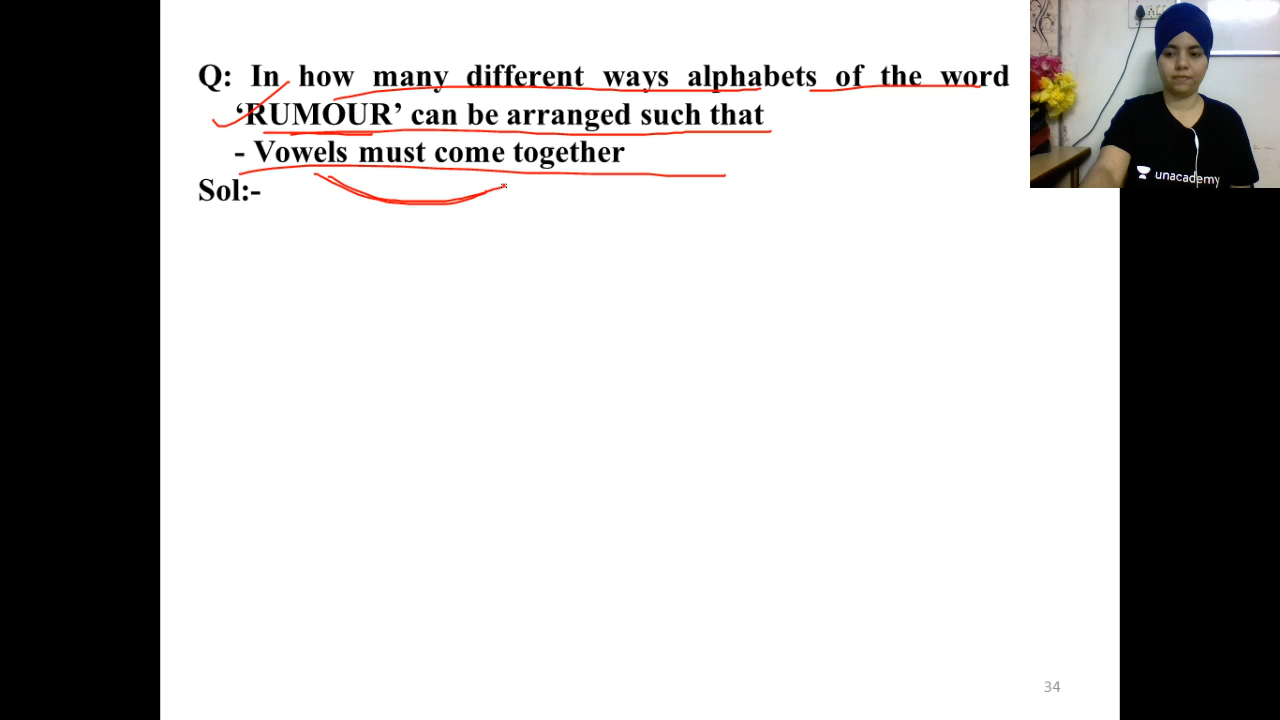 Q: In how many different ways alphabets of the word
‘RUMOUR’ can be arranged such that
- Vowels must come together
Sol:-
unacademy
34